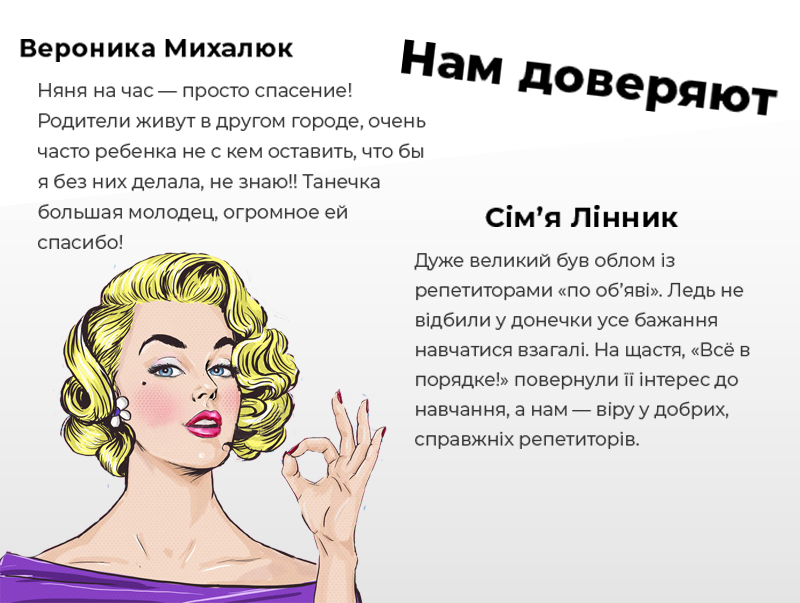 Вероника Михалюк
Няня на час — просто спасение!
Родители живут в другом городе, очень
часто ребенка не с кем оставить, что бы
я без них делала, не знаю!! Танечка
большая молодец, огромное ей
спасибо!
Нам доверяют
Сім’я Лінник
Дуже великий був облом із
репетиторами «по об’яві». Ледь не
відбили у донечки усе бажання
навчатися взагалі. На щастя, «Всё в
порядке!» повернули її інтерес до
навчання, а нам — віру у добрих,
справжніх репетиторів.